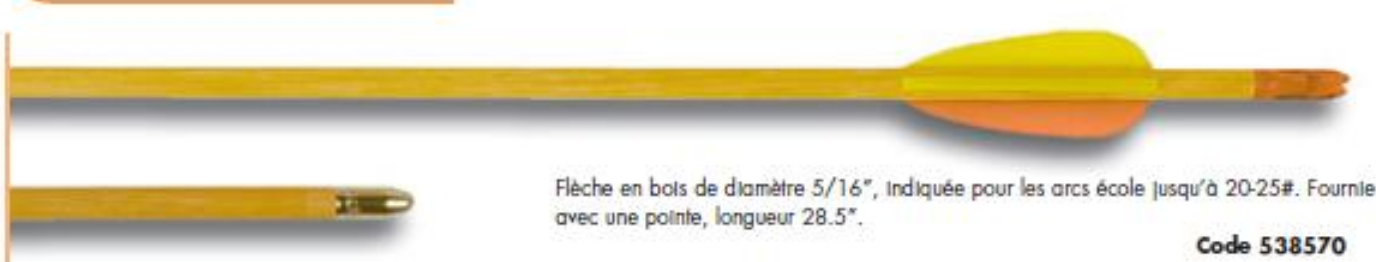 Flèche en bois de diamètre 5/16”, indiquée pour les arcs école jusqu’à 20-25#. Fournie
avec une pointe, longueur 28.5”.
Code 538570